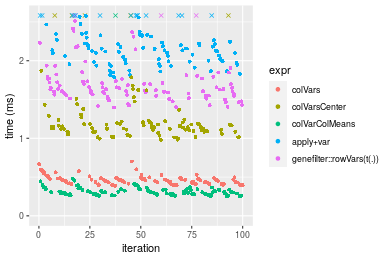 expr
colVars
colVarsCenter
colVarColMeans
apply+var
genefilter::rowVars(t(.))
time (ms)
2
1
0
0
25
50
75
100
iteration